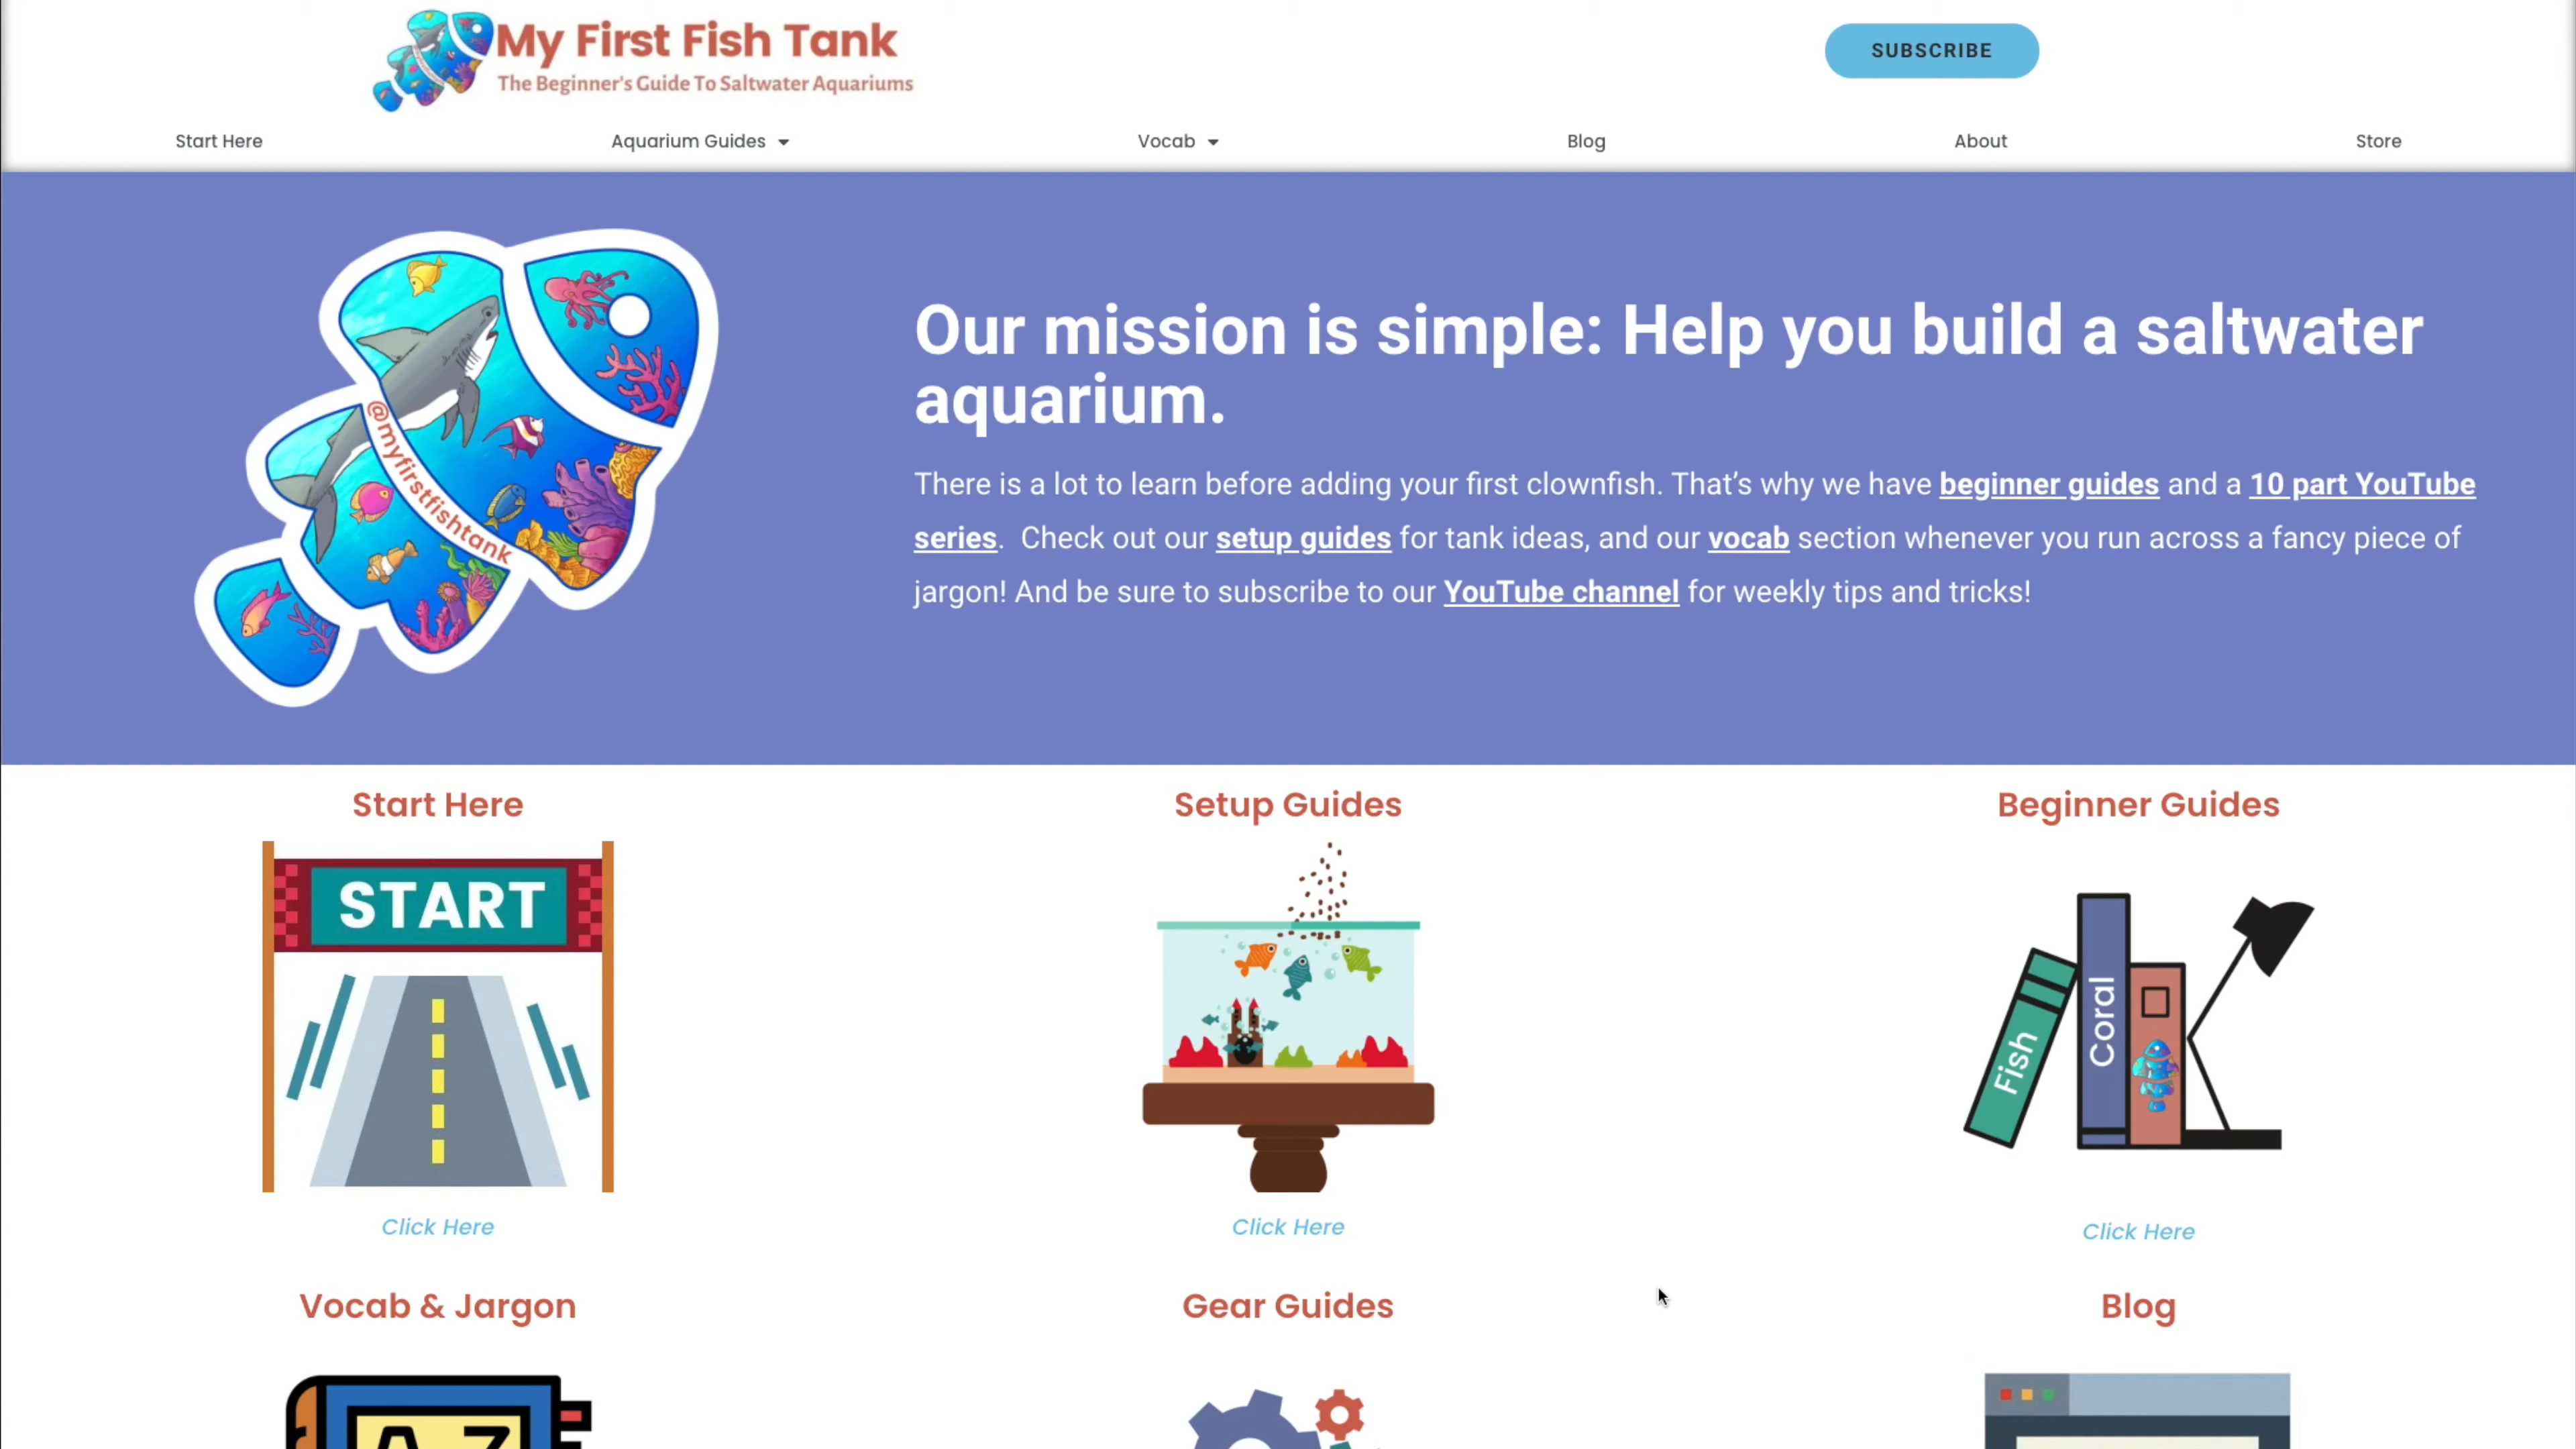 My First Fish Tank
The Beginner's Guide To Saltwater Aquariums
SUBSCRIBE
Start Here
Aquarium Guides
Vocab
Blog
About
Store
@myfirstfishtank
Our mission is simple: Help you build a saltwater
aquarium.
There is a lot to learn before adding your first clownfish. That’s why we have beginner guides and a 10 part YouTube
series. Check out our setup guides for tank ideas, and our vocab section whenever you run across a fancy piece of
jargon! And be sure to subscribe to our YouTube channel for weekly tips and tricks!
Start Here
Setup Guides
Beginner Guides
START
Fish
Coral
Click Here
Click Here
Click Here
Vocab & Jargon
Gear Guides
Blog
A-Z